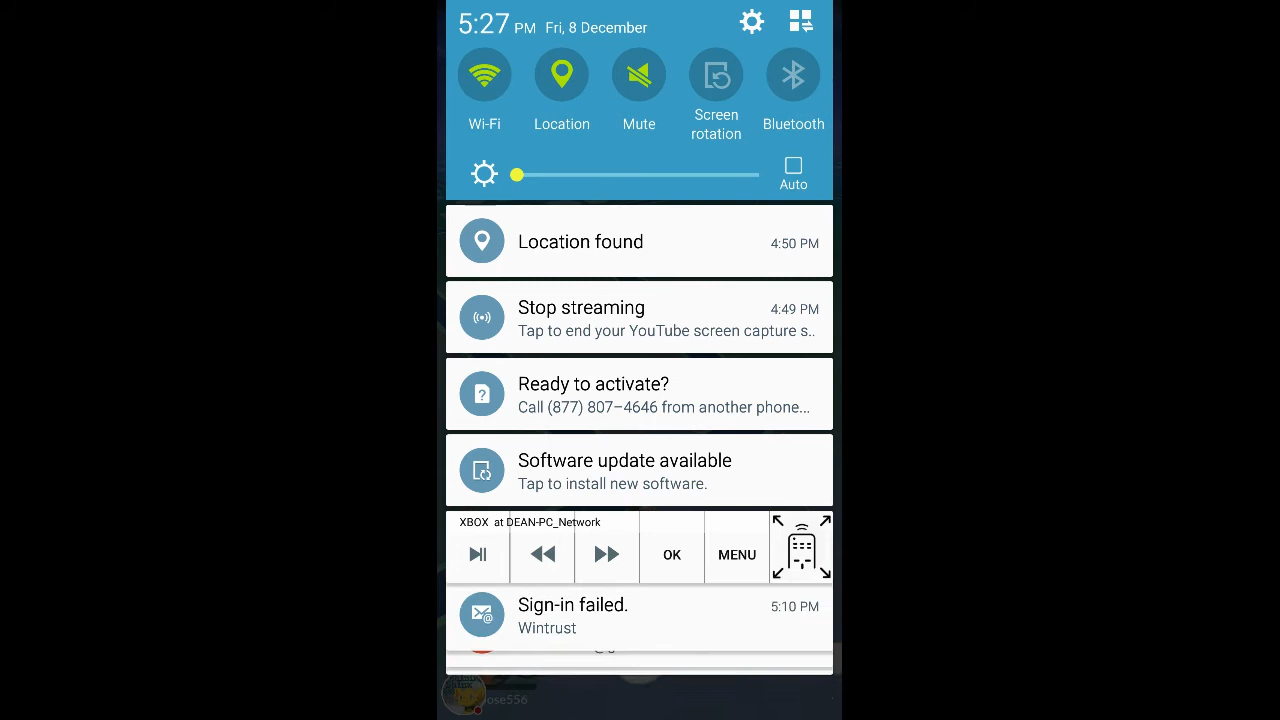 5:27 PM Fri, 8 December
Wi-Fi
Location
Mute
Screen
rotation
Bluetooth
Auto
Location found 4:50 PM
Stop streaming 4:49 PM
Tap to end your YouTube screen capture s..
Ready to activate?
Call (877) 807–4646 from another phone...
Software update available
Tap to install new software.
XBOX at DEAN-PC_Network
OK
MENU
Sign-in failed. 5:10 PM
Wintrust
ose556